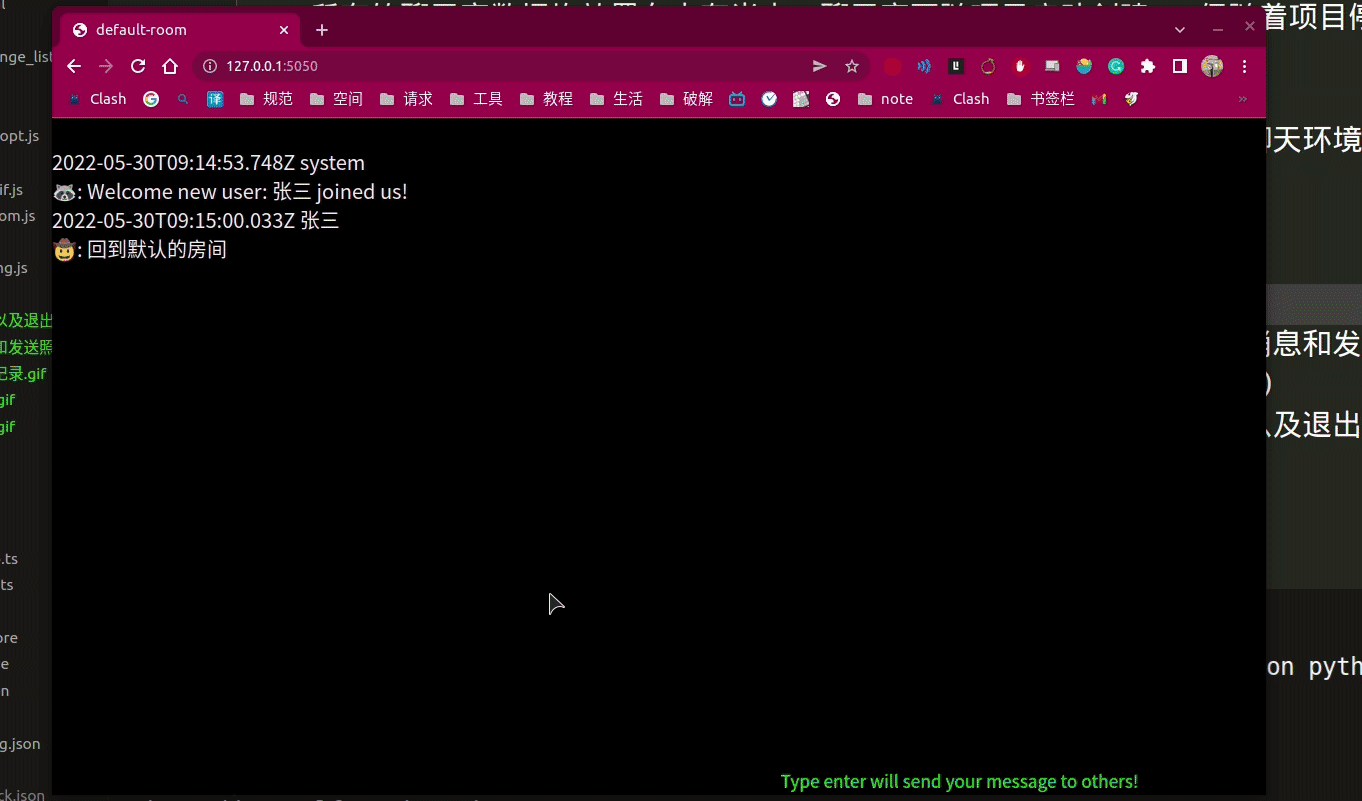 default-room
127.0.0.1:5050
Clash 规范 空间 请求 工具 教程 生活 破解 note Clash 书签栏
2022-05-30T09:14:53.748Z system
🦝: Welcome new user: 张三 joined us!
2022-05-30T09:15:00.033Z 张三
🤠: 回到默认的房间
Type enter will send your message to others!
nge_list
opt.js
if.js
om.js
ng.js
以及退出
和发送照
记录.gif
gif
gif
.ts
ts
ore
e
n
g.json
ck.json
着项目停
天环境
消息和发
)
以及退出
on pyth